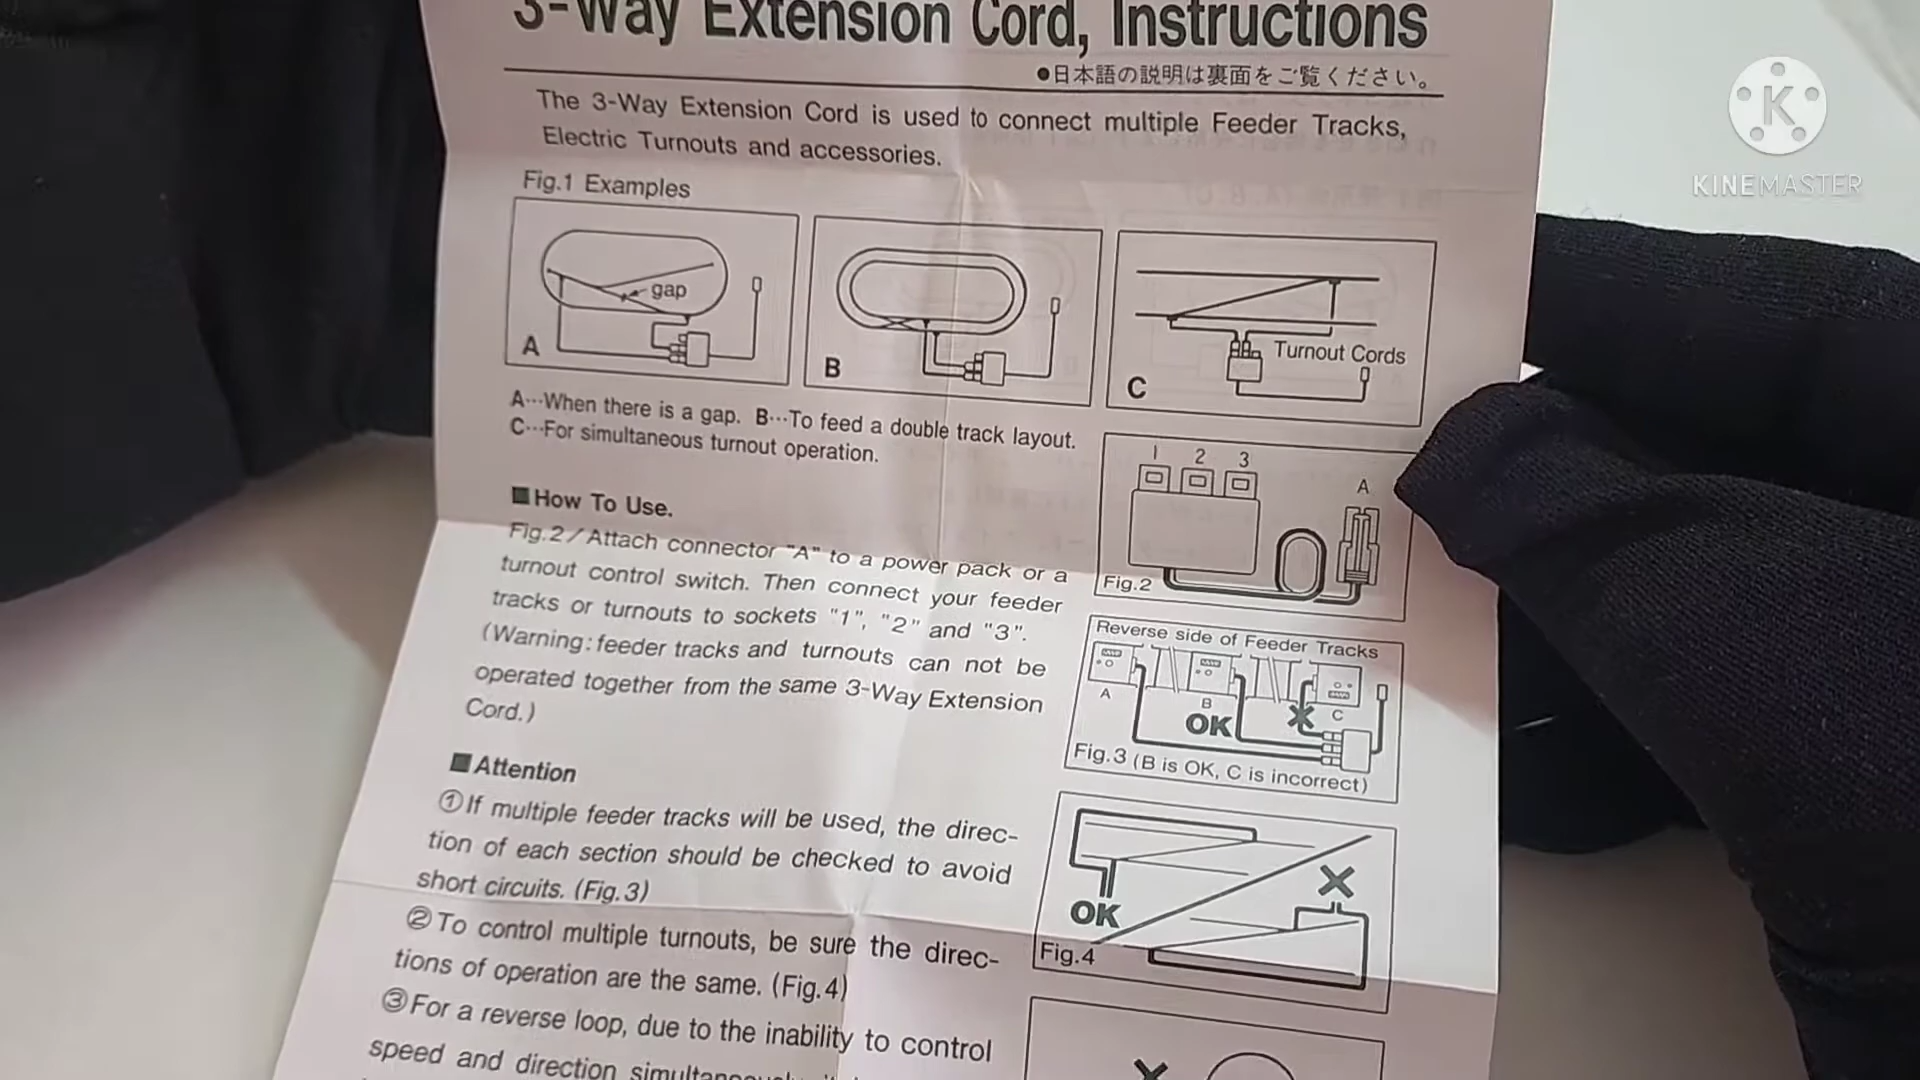 3-Way Extension Cord, Instructions
●日本語の説明は裏面をご覧ください。
The 3-Way Extension Cord is used to connect multiple Feeder Tracks,
Electric Turnouts and accessories.
Fig.1 Examples
gap
A
B
Turnout Cords
C
A…When there is a gap. B…To feed a double track layout.
C…For simultaneous turnout operation.
1 2 3
A
Fig.2
■How To Use.
Fig.2/Attach connector "A" to a power pack or a
turnout control switch. Then connect your feeder
tracks or turnouts to sockets "1", "2" and "3".
(Warning: feeder tracks and turnouts can not be
operated together from the same 3-Way Extension
Cord.)
Reverse side of Feeder Tracks
A
B
C
OK
Fig.3 (B is OK, C is incorrect)
■Attention
①If multiple feeder tracks will be used, the direc-
tion of each section should be checked to avoid
short circuits. (Fig.3)
②To control multiple turnouts, be sure the direc-
tions of operation are the same. (Fig.4)
③For a reverse loop, due to the inability to control
speed and direction simultaneously
OK
Fig.4
K
KINEMASTER